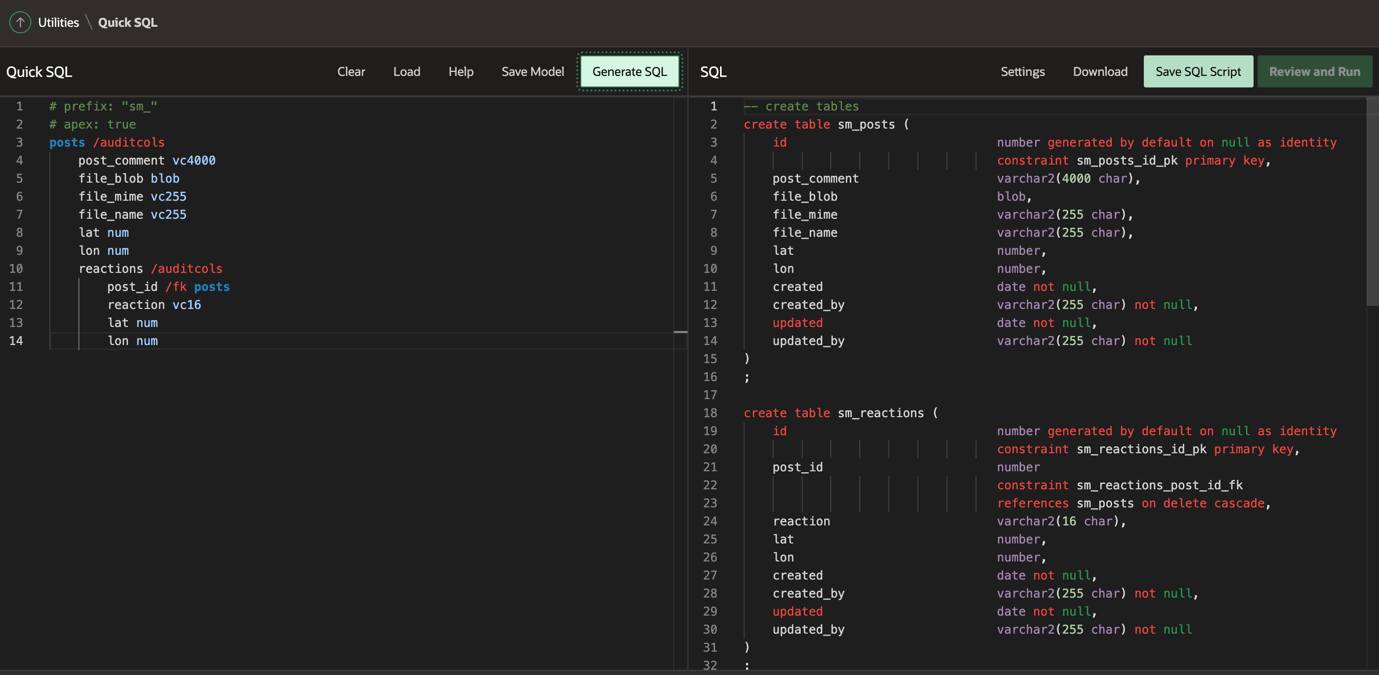 Utilities \ Quick SQL
Quick SQL
Clear Load Help Save Model Generate SQL
1 # prefix: "sm_"
2 # apex: true
3 posts /auditcols
4 post_comment vc4000
5 file_blob blob
6 file_mime vc255
7 file_name vc255
8 lat num
9 lon num
10 reactions /auditcols
11 post_id /fk posts
12 reaction vc16
13 lat num
14 lon num
SQL
Settings Download Save SQL Script Review and Run
1 -- create tables
2 create table sm_posts (
3 id number generated by default on null as identity
4 constraint sm_posts_id_pk primary key,
5 post_comment varchar2(4000 char),
6 file_blob blob,
7 file_mime varchar2(255 char),
8 file_name varchar2(255 char),
9 lat number,
10 lon number,
11 created date not null,
12 created_by varchar2(255 char) not null,
13 updated date not null,
14 updated_by varchar2(255 char) not null
15 )
16 ;
17
18 create table sm_reactions (
19 id number generated by default on null as identity
20 constraint sm_reactions_id_pk primary key,
21 post_id number
22 constraint sm_reactions_post_id_fk
23 references sm_posts on delete cascade,
24 reaction varchar2(16 char),
25 lat number,
26 lon number,
27 created date not null,
28 created_by varchar2(255 char) not null,
29 updated date not null,
30 updated_by varchar2(255 char) not null
31 )
32 ;